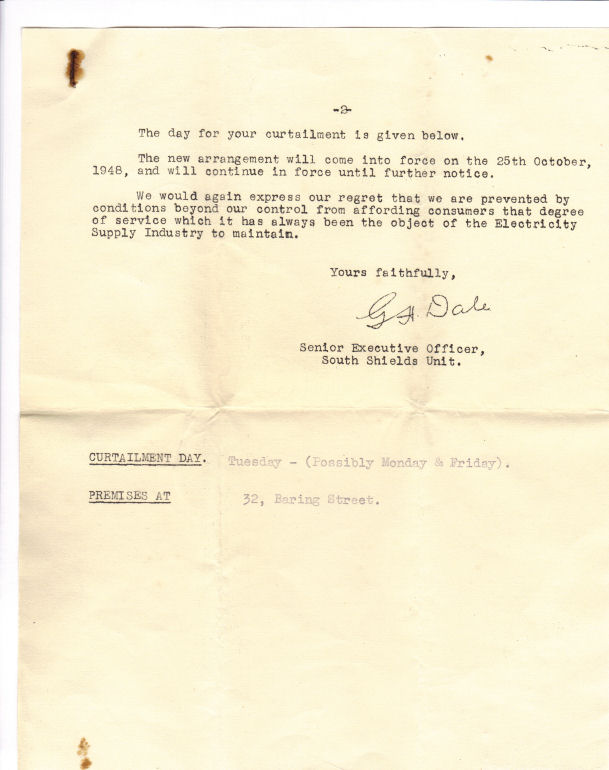 -2-
The day for your curtailment is given below.
The new arrangement will come into force on the 25th October,
1948, and will continue in force until further notice.
We would again express our regret that we are prevented by
conditions beyond our control from affording consumers that degree
of service which it has always been the object of the Electricity
Supply Industry to maintain.
Yours faithfully,
G H. Dale
Senior Executive Officer,
South Shields Unit.
CURTAILMENT DAY. Tuesday - (Possibly Monday & Friday).
PREMISES AT 32, Baring Street.